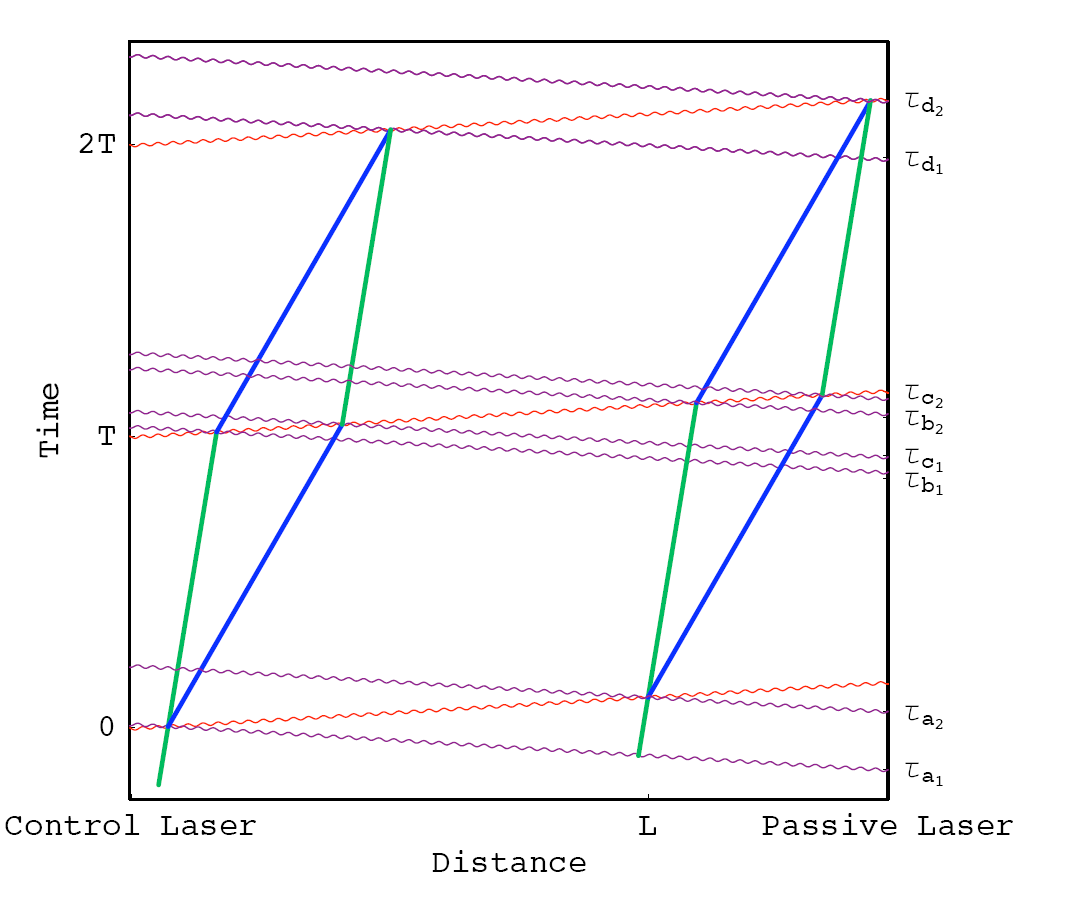 τd₂
2T
τd₁
τc₂
τb₂
Time
T
τc₁
τb₁
0
τa₂
τa₁
Control Laser
L
Passive Laser
Distance